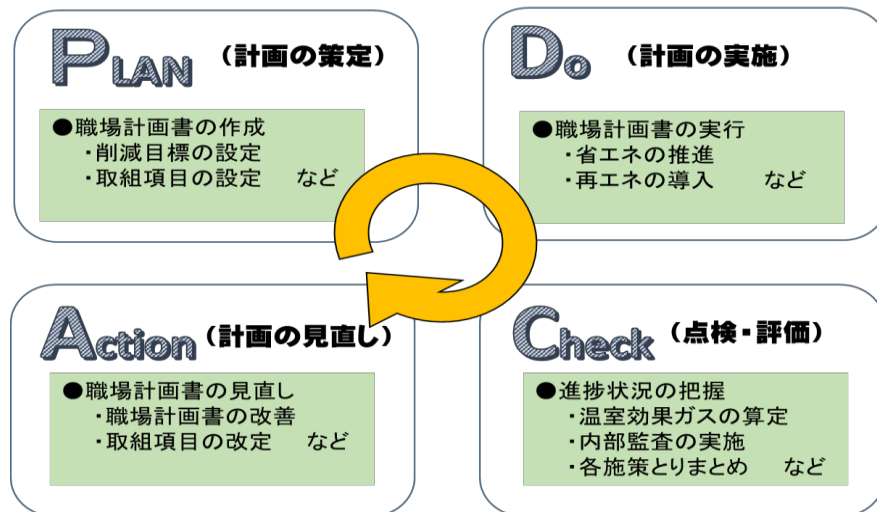 PLAN (計画の策定)
●職場計画書の作成
・削減目標の設定
・取組項目の設定 など
Do (計画の実施)
●職場計画書の実行
・省エネの推進
・再エネの導入 など
Action (計画の見直し)
●職場計画書の見直し
・職場計画書の改善
・取組項目の改定 など
Check (点検・評価)
●進捗状況の把握
・温室効果ガスの算定
・内部監査の実施
・各施策とりまとめ など